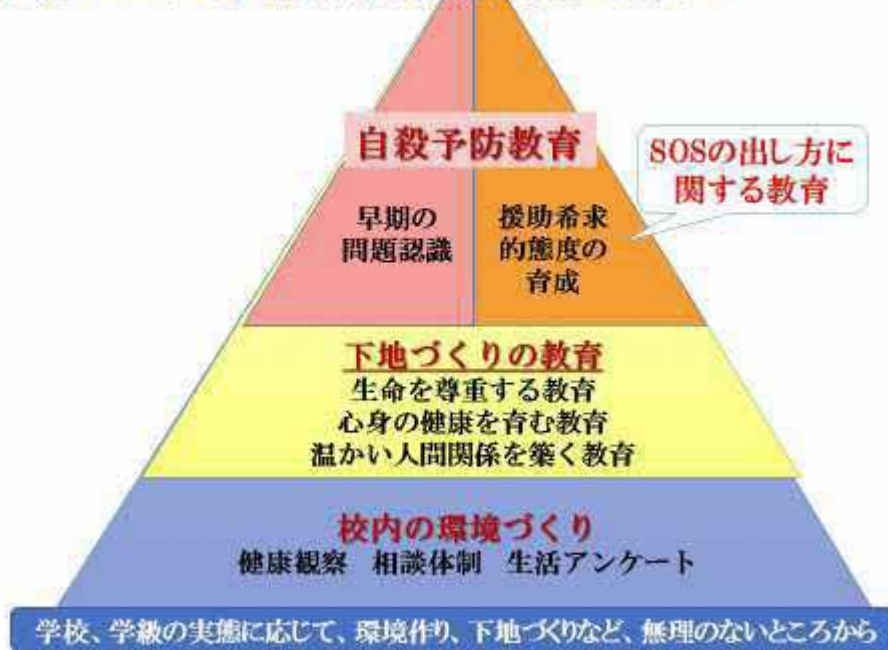 自殺予防教育
SOSの出し方に
関する教育
早期の
問題認識
援助希求
的態度の
育成
下地づくりの教育
生命を尊重する教育
心身の健康を育む教育
温かい人間関係を築く教育
校内の環境づくり
健康観察 相談体制 生活アンケート
学校、学級の実態に応じて、環境作り、下地づくりなど、無理のないところから